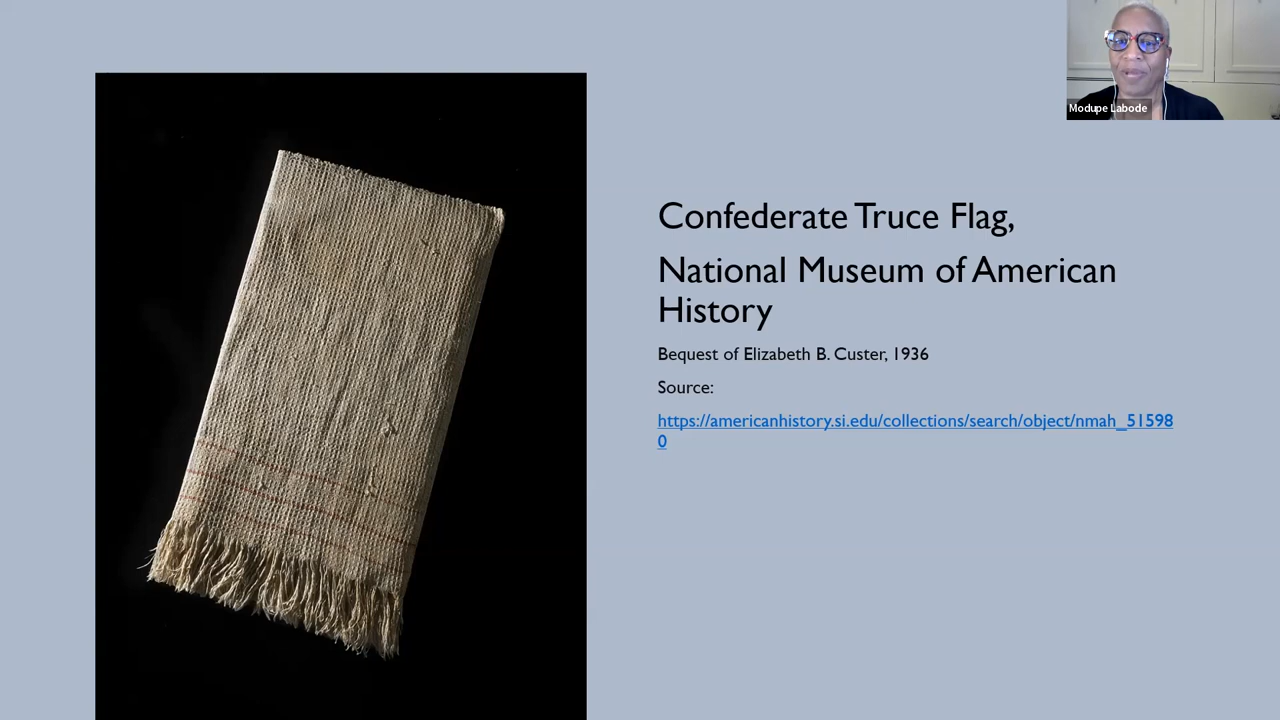 Modupe Labode
Confederate Truce Flag,
National Museum of American
History
Bequest of Elizabeth B. Custer, 1936
Source:
https://americanhistory.si.edu/collections/search/object/nmah_51598
0